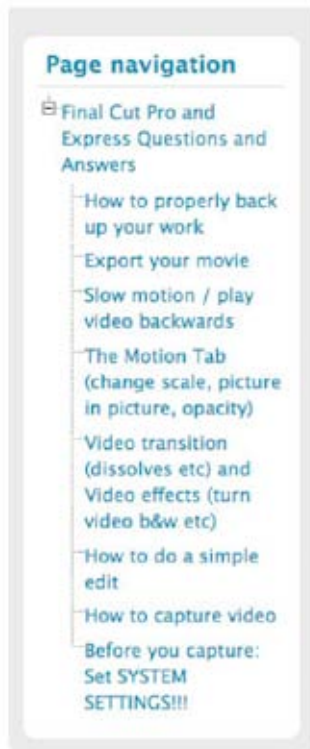 Page navigation
Final Cut Pro and
Express Questions and
Answers
How to properly back
up your work
Export your movie
Slow motion / play
video backwards
The Motion Tab
(change scale, picture
in picture, opacity)
Video transition
(dissolves etc) and
Video effects (turn
video b&w etc)
How to do a simple
edit
How to capture video
Before you capture:
Set SYSTEM
SETTINGS!!!